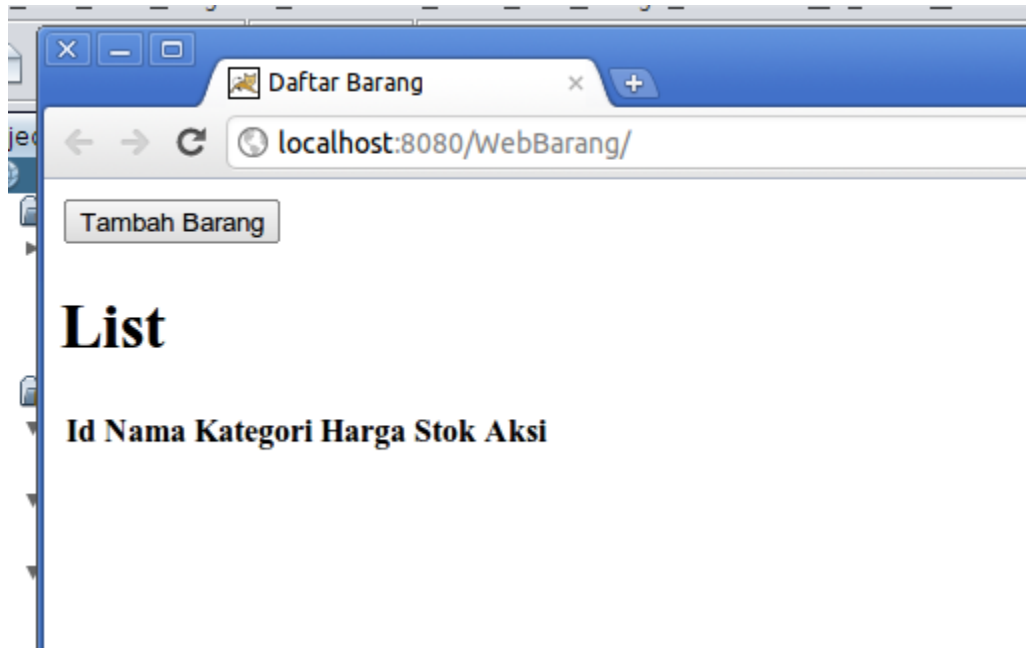 Daftar Barang
localhost:8080/WebBarang/
Tambah Barang
List
Id Nama Kategori Harga Stok Aksi